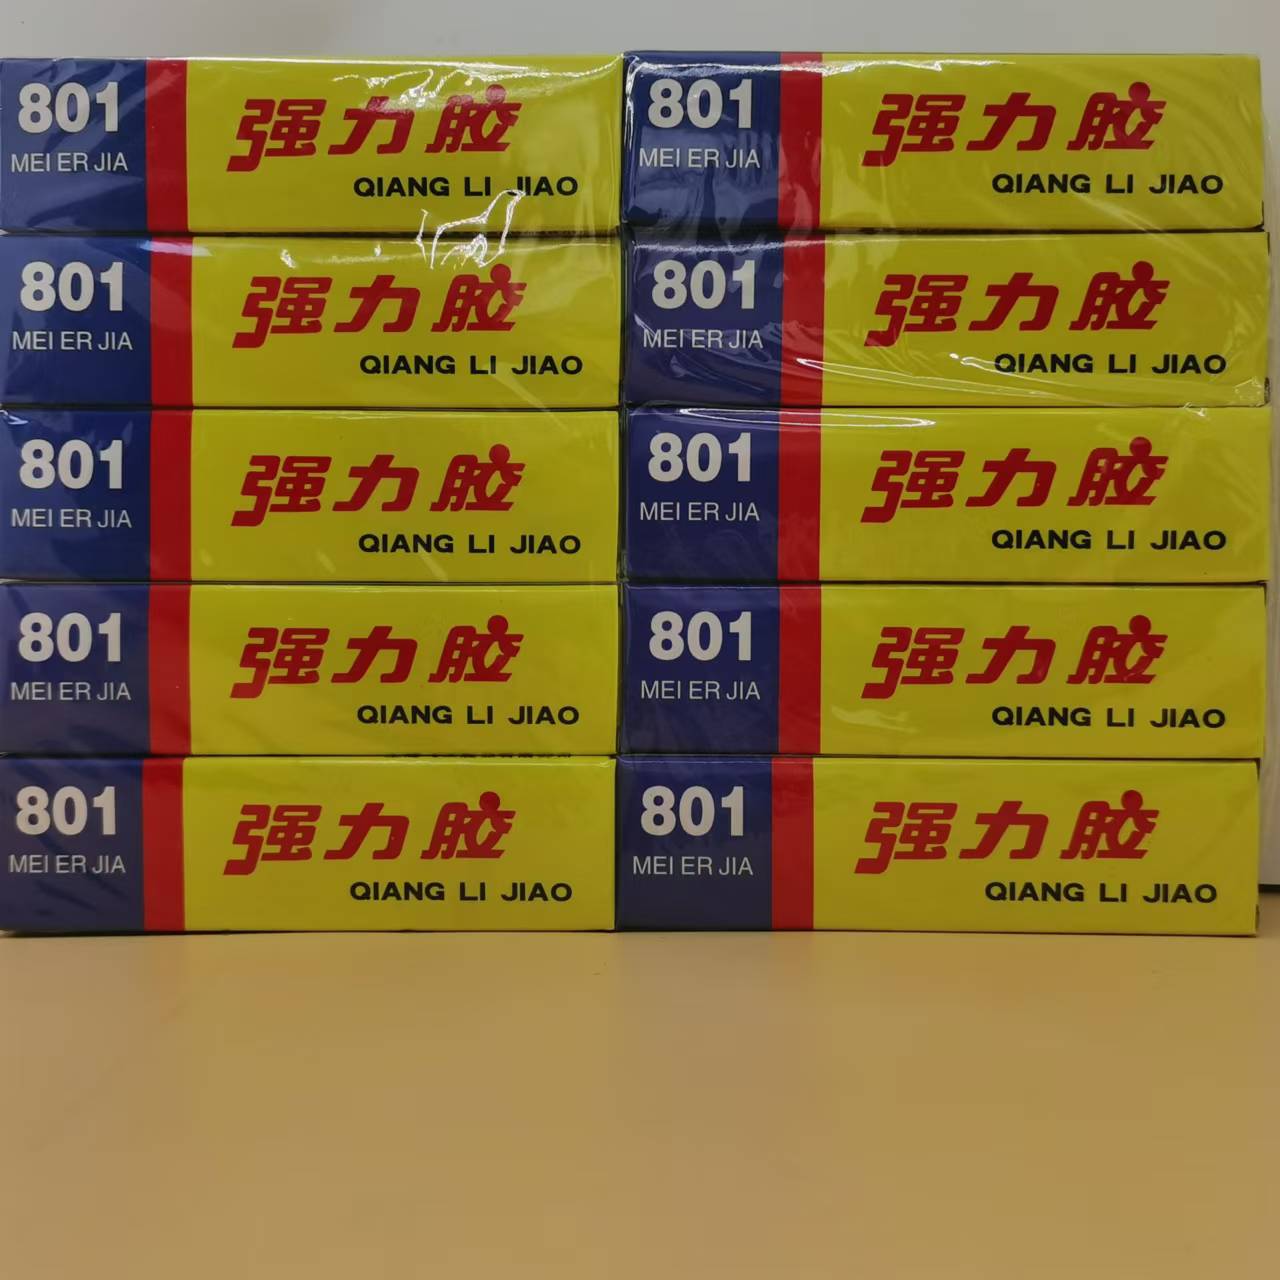 801
MEI ER JIA
强力胶
QIANG LI JIAO
801
MEI ER JIA
强力胶
QIANG LI JIAO
801
MEI ER JIA
强力胶
QIANG LI JIAO
801
MEI ER JIA
强力胶
QIANG LI JIAO
801
MEI ER JIA
强力胶
QIANG LI JIAO
801
MEI ER JIA
强力胶
QIANG LI JIAO
801
MEI ER JIA
强力胶
QIANG LI JIAO
801
MEI ER JIA
强力胶
QIANG LI JIAO
801
MEI ER JIA
强力胶
QIANG LI JIAO
801
MEI ER JIA
强力胶
QIANG LI JIAO